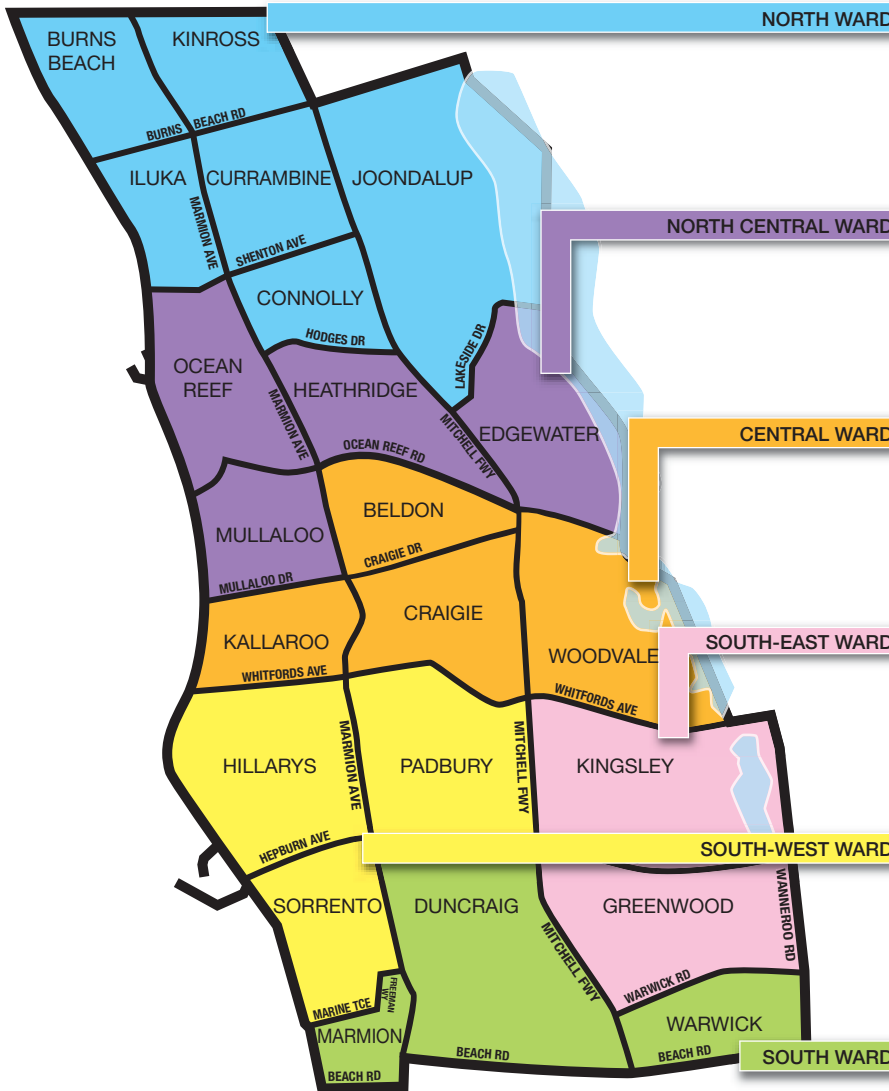 NORTH WARD
BURNS
BEACH
KINROSS
BURNS BEACH RD
ILUKA
CURRAMBINE
JOONDALUP
MARMION AVE
SHENTON AVE
NORTH CENTRAL WARD
CONNOLLY
HODGES DR
LAKESIDE DR
OCEAN
REEF
HEATHRIDGE
MARMION AVE
MITCHELL FWY
EDGEWATER
OCEAN REEF RD
CENTRAL WARD
BELDON
MULLALOO
CRAIGIE DR
MULLALOO DR
CRAIGIE
KALLAROO
WOODVALE
SOUTH-EAST WARD
WHITFORDS AVE
WHITFORDS AVE
MARMION AVE
MITCHELL FWY
HILLARYS
PADBURY
KINGSLEY
HEPBURN AVE
SOUTH-WEST WARD
SORRENTO
DUNCRAIG
GREENWOOD
WANNEROO RD
MITCHELL FWY
WARWICK RD
FREEMAN
WY
MARINE TCE
MARMION
WARWICK
BEACH RD
BEACH RD
BEACH RD
SOUTH WARD